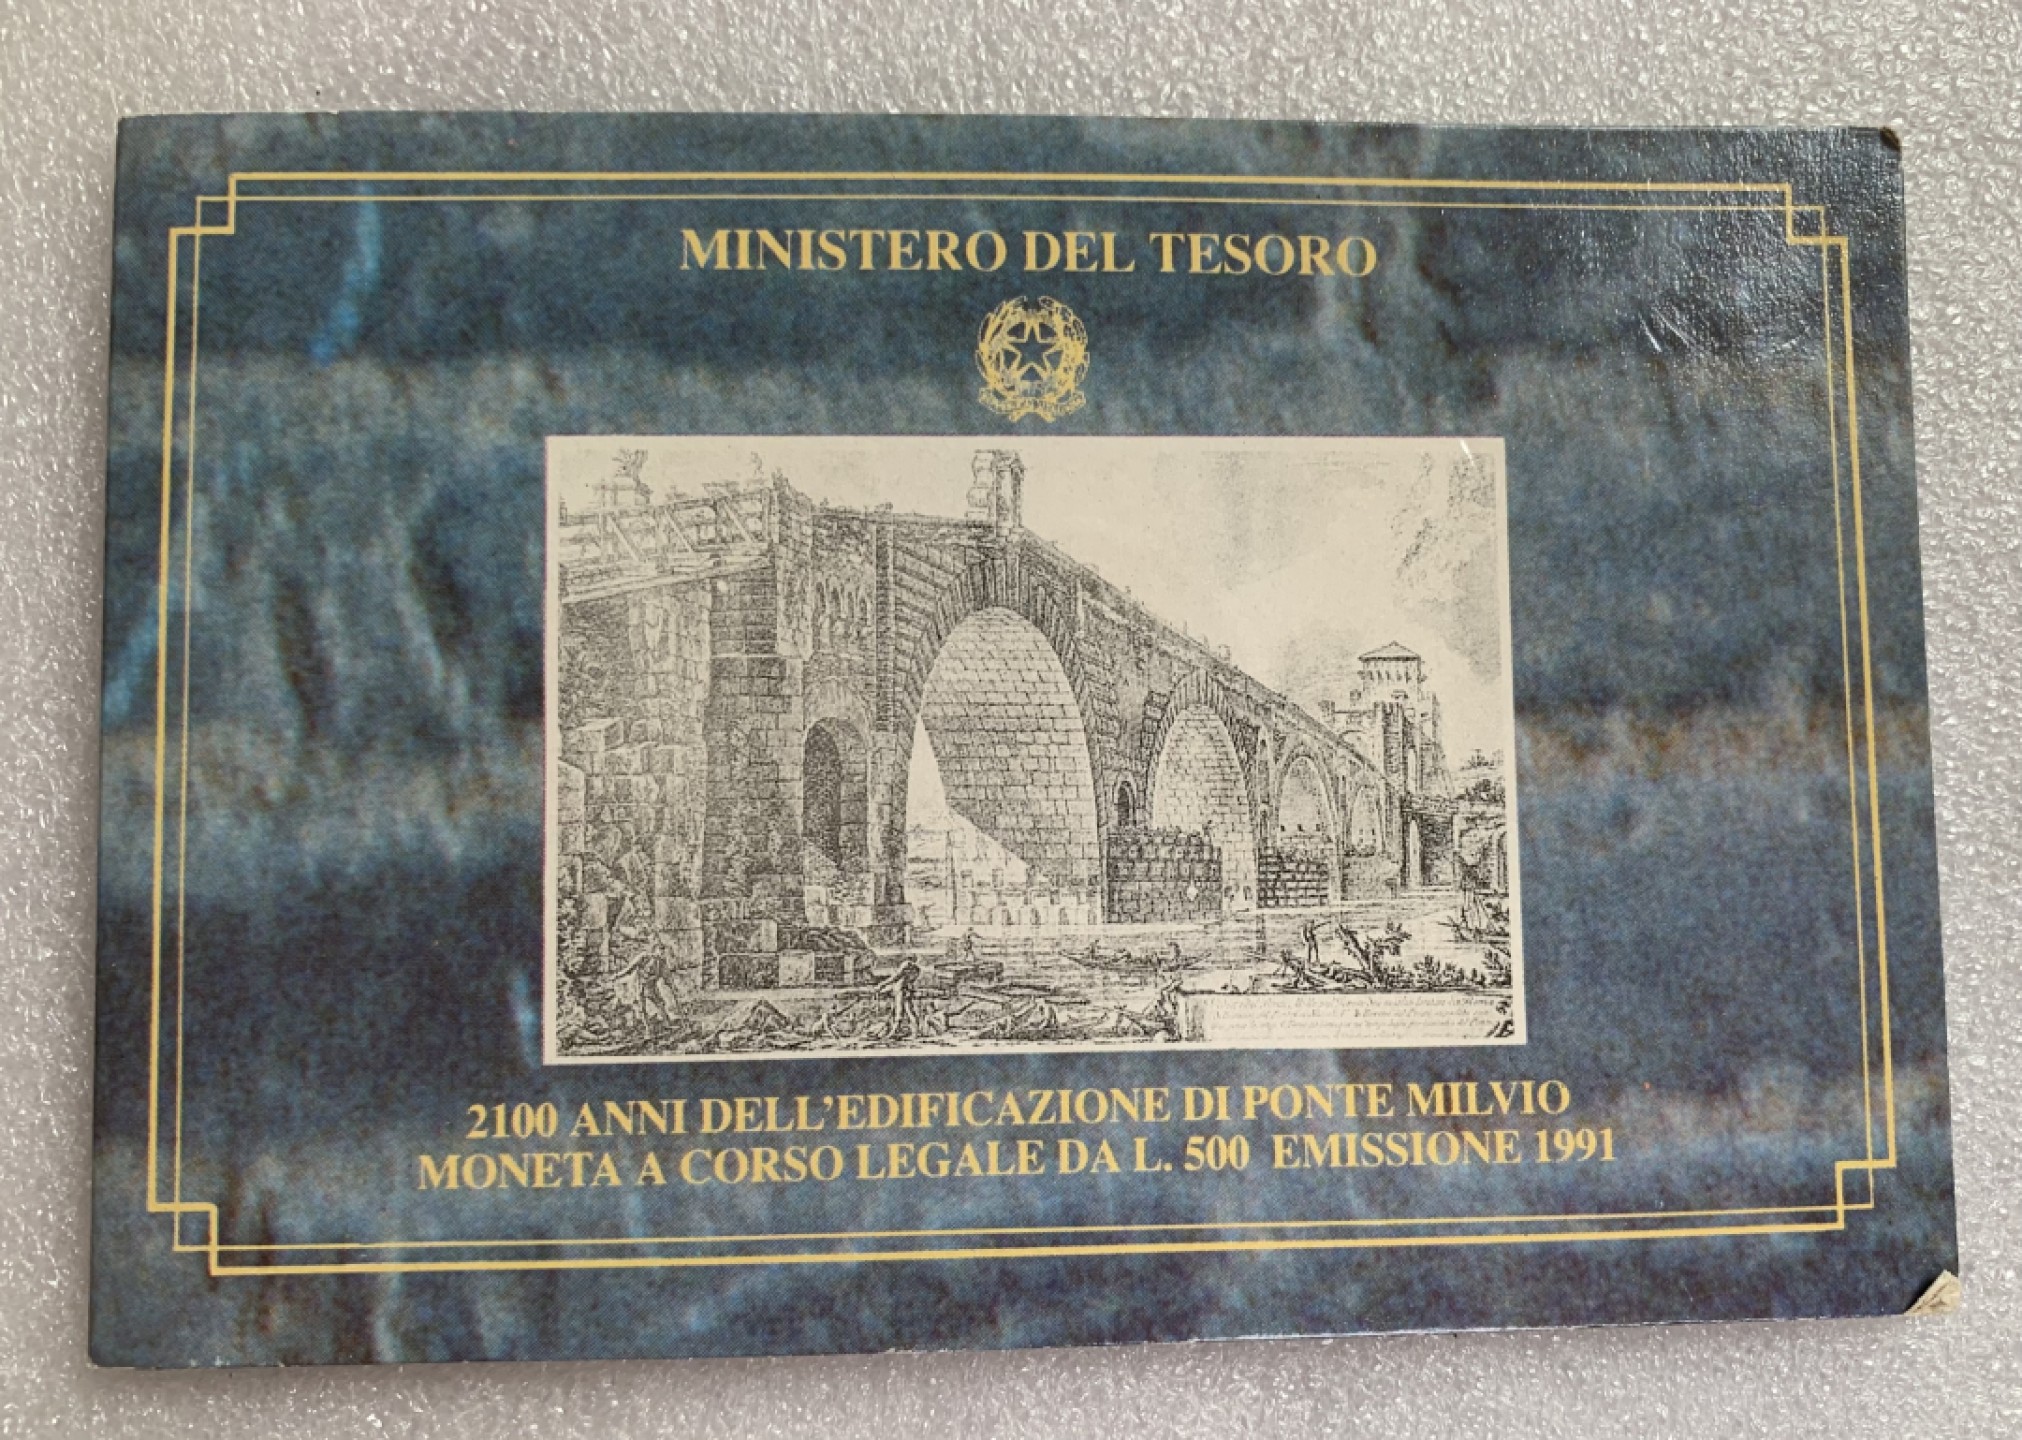 MINISTERO DEL TESORO
2100 ANNI DELL'EDIFICAZIONE DI PONTE MILVIO
MONETA A CORSO LEGALE DA L. 500 EMISSIONE 1991